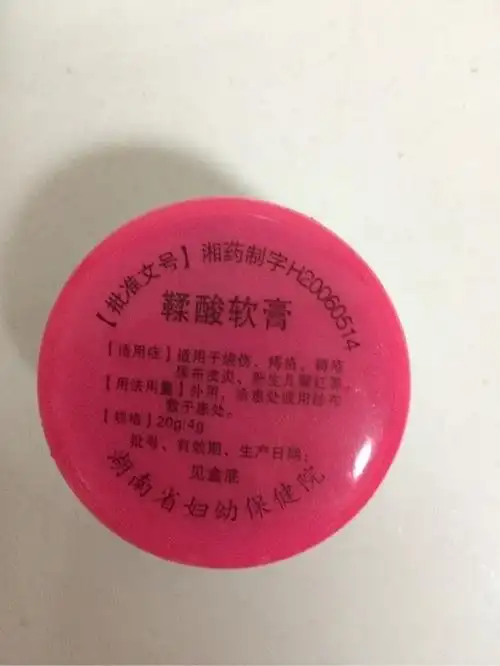 【批准文号】湘药制字H20060514
鞣酸软膏
【适用症】适用于烧伤、褥疮、
尿布皮炎、新生儿臀红等。
【用法用量】外用，涂患处或用纱布
敷于患处。
【规格】20g:4g
批号、有效期、生产日期：
见盒底
湖南省妇幼保健院